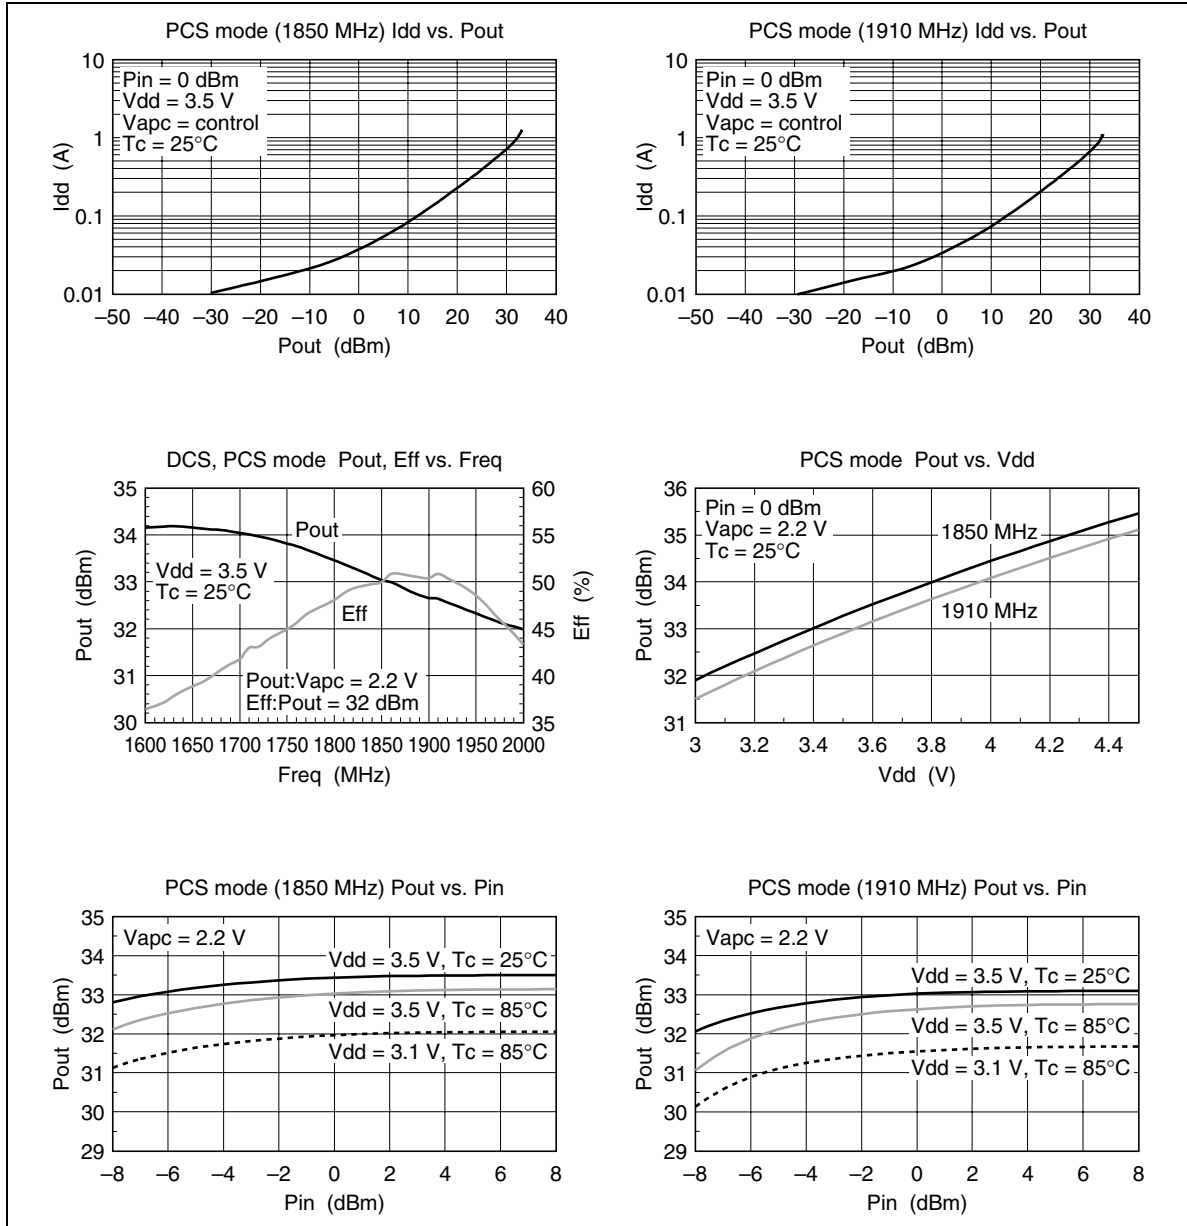 PCS mode (1850 MHz) Idd vs. Pout
10
1
0.1
0.01
Idd (A)
Pin = 0 dBm
Vdd = 3.5 V
Vapc = control
Tc = 25°C
–50 –40 –30 –20 –10 0 10 20 30 40
Pout (dBm)
PCS mode (1910 MHz) Idd vs. Pout
10
1
0.1
0.01
Idd (A)
Pin = 0 dBm
Vdd = 3.5 V
Vapc = control
Tc = 25°C
–50 –40 –30 –20 –10 0 10 20 30 40
Pout (dBm)
DCS, PCS mode Pout, Eff vs. Freq
35
34
33
32
31
30
Pout (dBm)
60
55
50
45
40
35
Eff (%)
Pout
Vdd = 3.5 V
Tc = 25°C
Eff
Pout:Vapc = 2.2 V
Eff:Pout = 32 dBm
1600 1650 1700 1750 1800 1850 1900 1950 2000
Freq (MHz)
PCS mode Pout vs. Vdd
36
35
34
33
32
31
Pout (dBm)
Pin = 0 dBm
Vapc = 2.2 V
Tc = 25°C
1850 MHz
1910 MHz
3 3.2 3.4 3.6 3.8 4 4.2 4.4
Vdd (V)
PCS mode (1850 MHz) Pout vs. Pin
35
34
33
32
31
30
29
Pout (dBm)
Vapc = 2.2 V
Vdd = 3.5 V, Tc = 25°C
Vdd = 3.5 V, Tc = 85°C
Vdd = 3.1 V, Tc = 85°C
–8 –6 –4 –2 0 2 4 6 8
Pin (dBm)
PCS mode (1910 MHz) Pout vs. Pin
35
34
33
32
31
30
29
Pout (dBm)
Vapc = 2.2 V
Vdd = 3.5 V, Tc = 25°C
Vdd = 3.5 V, Tc = 85°C
Vdd = 3.1 V, Tc = 85°C
–8 –6 –4 –2 0 2 4 6 8
Pin (dBm)